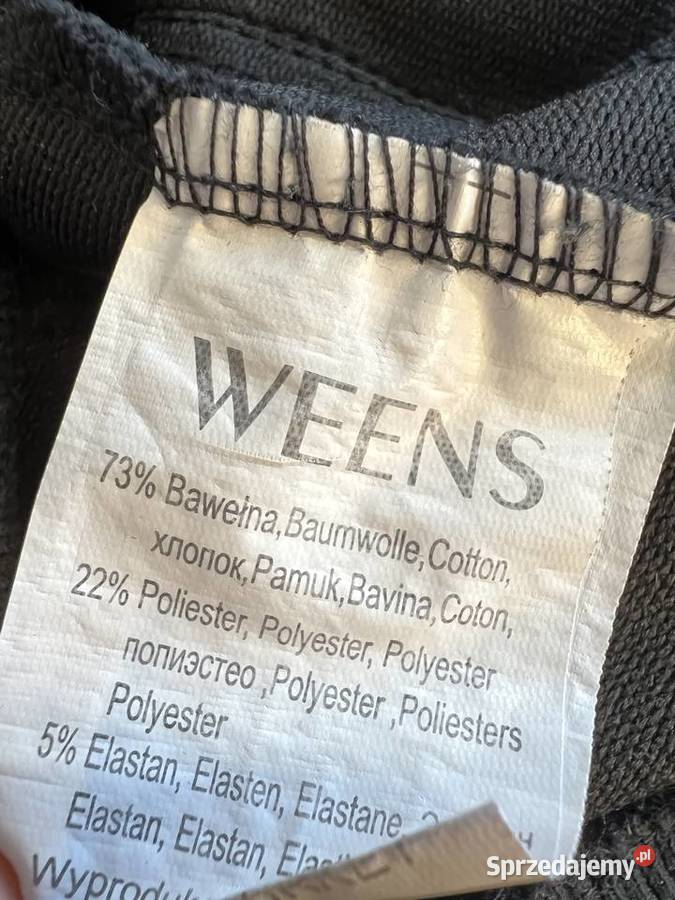 WEENS
73% Bawełna,Baumwolle,Cotton,
хлопок,Pamuk,Bavina,Coton,
22% Poliester, Polyester, Polyester
попиэстео ,Polyester ,Poliesters
Polyester
5% Elastan, Elasten, Elastane,
Elastan, Elastan,
Sprzedajemy.pl